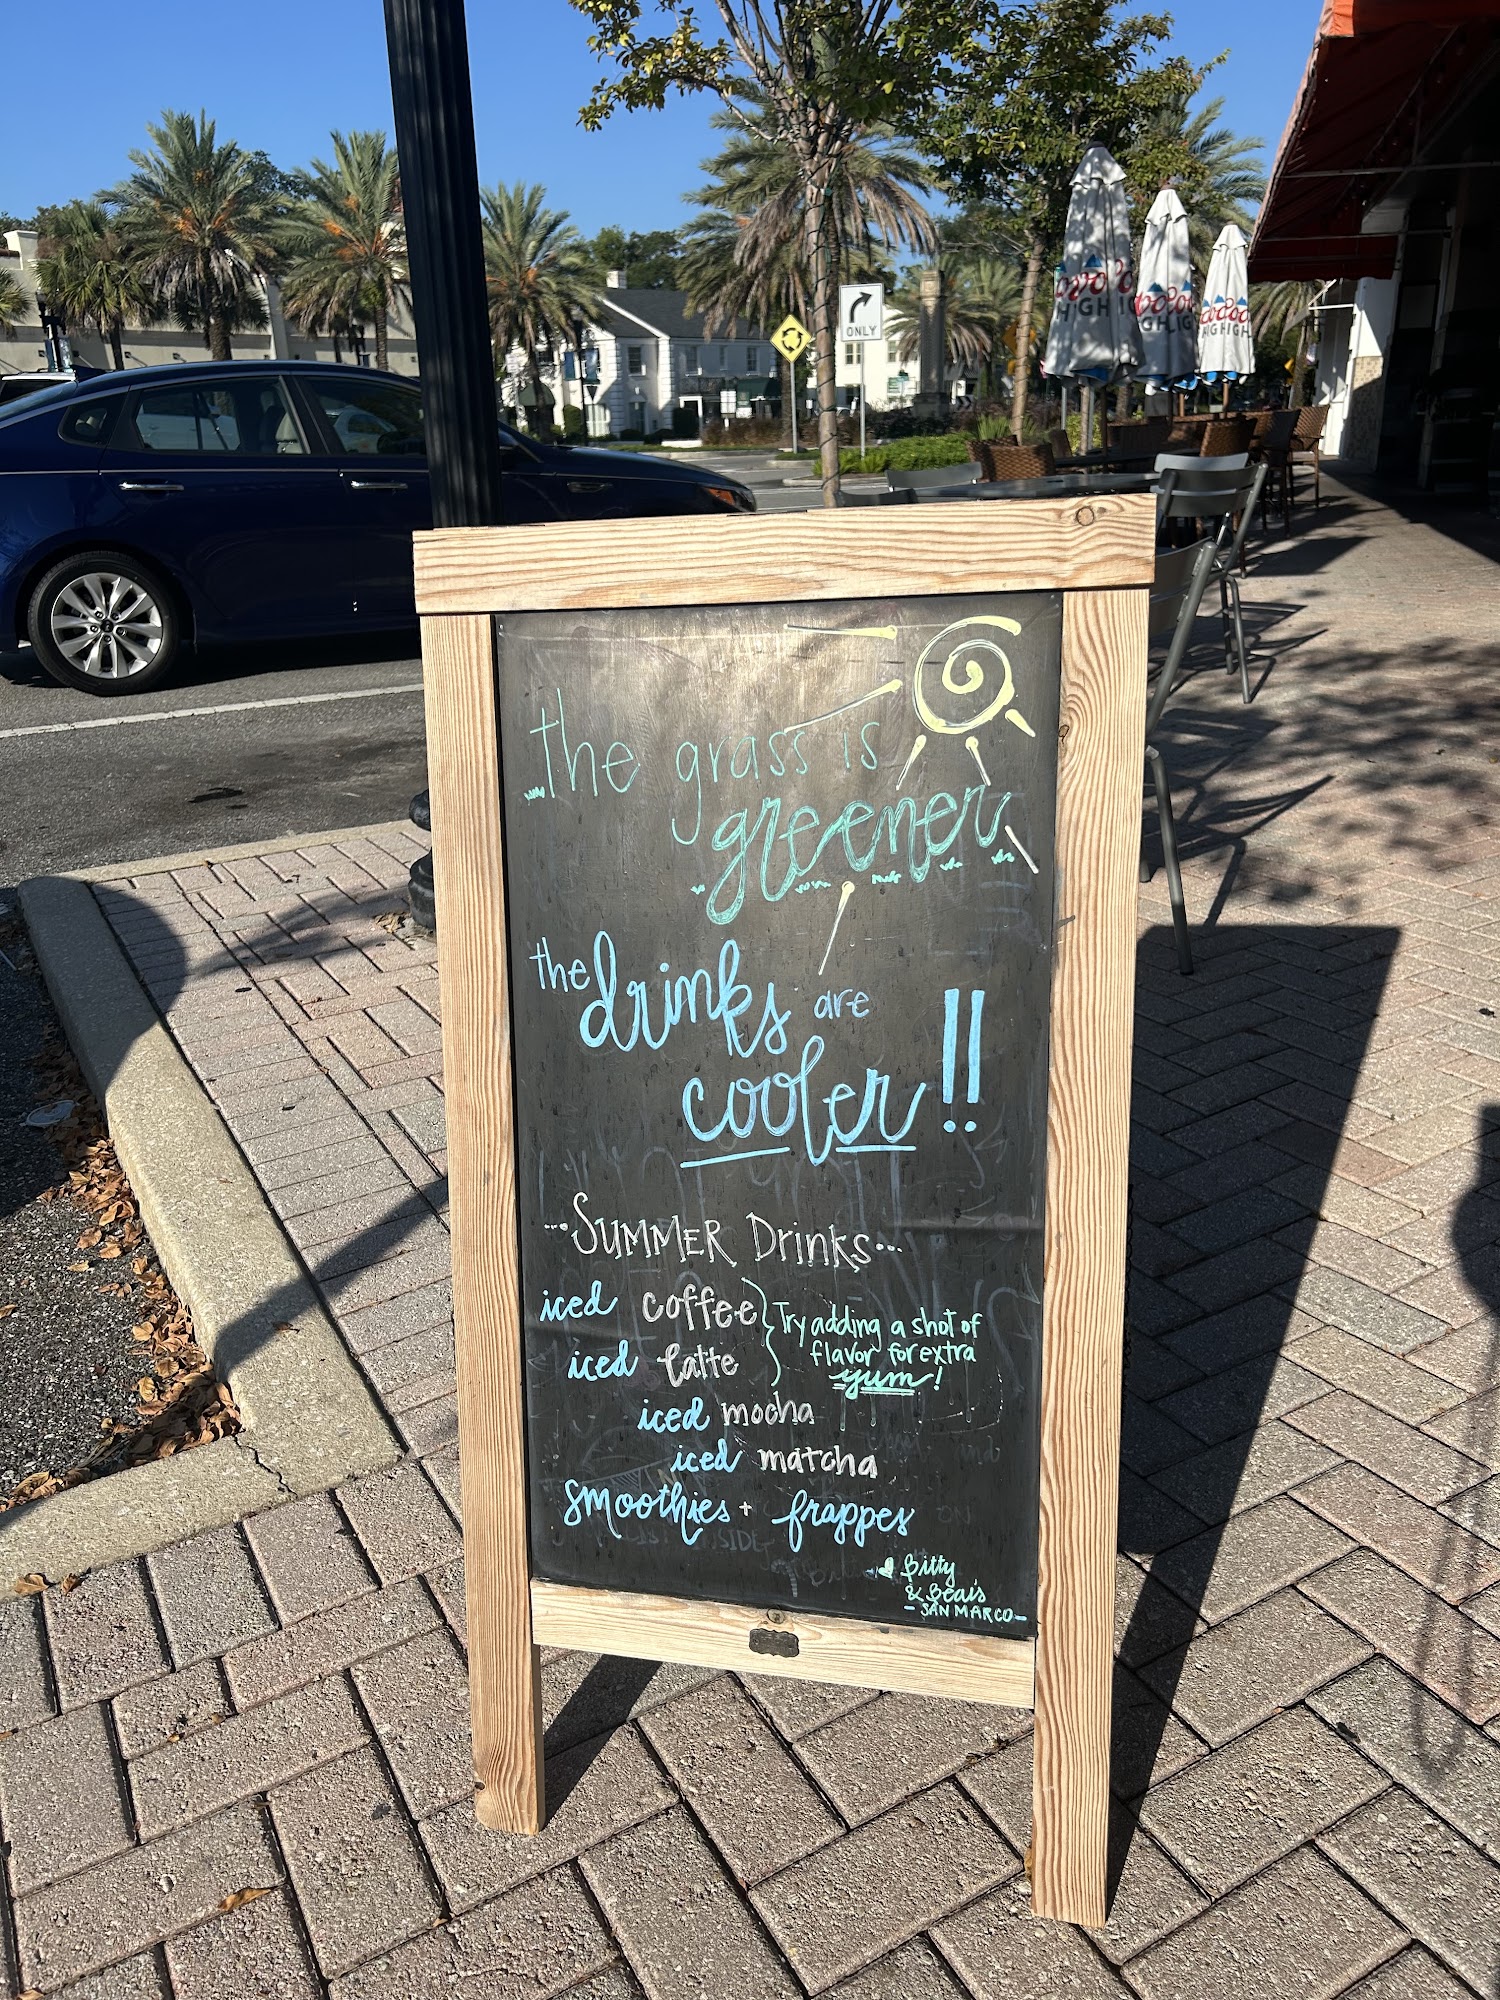 ONLY
HIGH
the grass is
greener
the drinks are
cooler!!
...SUMMER Drinks...
iced coffee
iced latte
Try adding a shot of
flavor for extra
yum!
iced mocha
iced matcha
Smoothies + frappes
Bitty
& Beau's
- SAN MARCO -